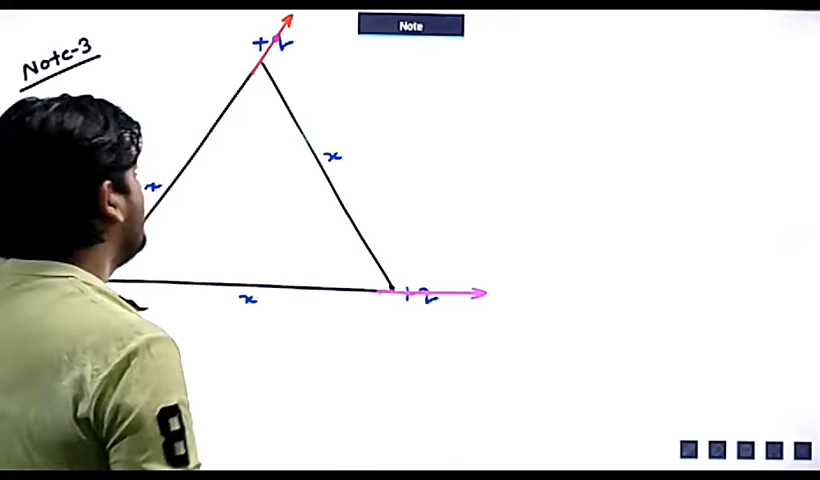 Note
Note-3
+ q
x
x
x
+ q
8